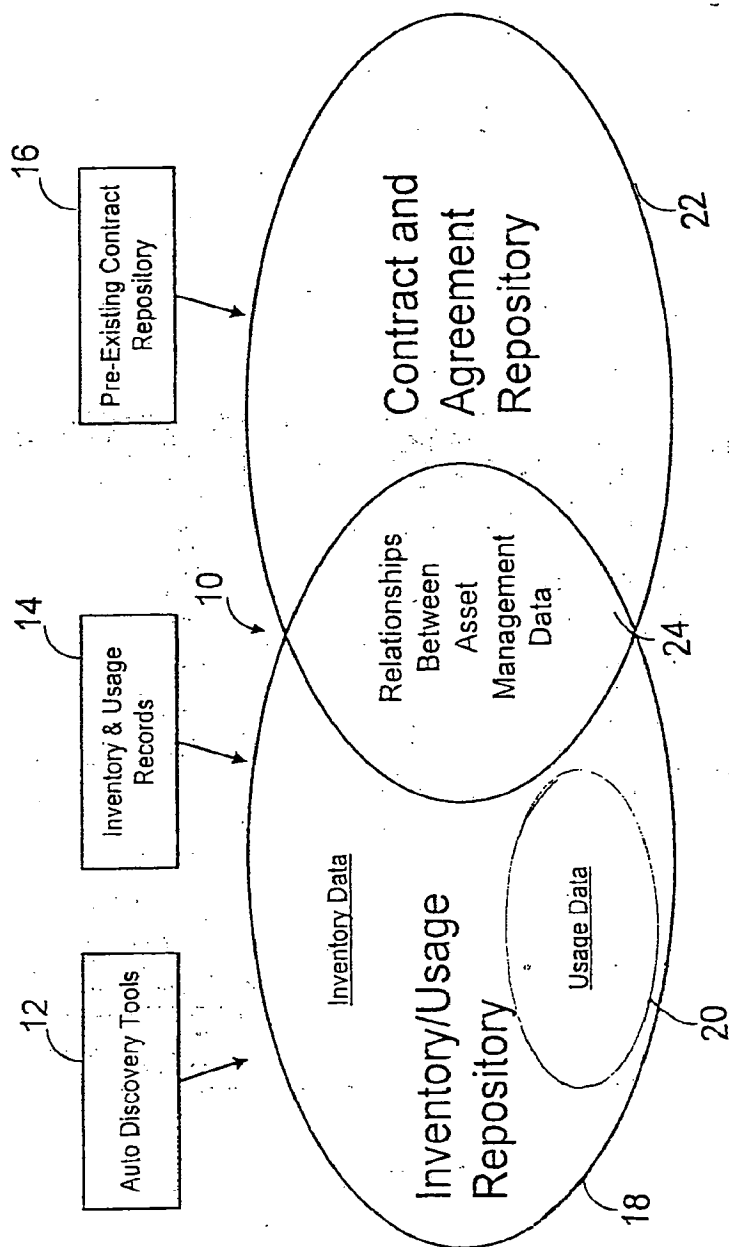 12
Auto Discovery Tools
14
Inventory & Usage
Records
16
Pre-Existing Contract
Repository
10
Inventory Data
Inventory/Usage
Repository
Usage Data
20
18
Relationships
Between
Asset
Management
Data
24
Contract and
Agreement
Repository
22